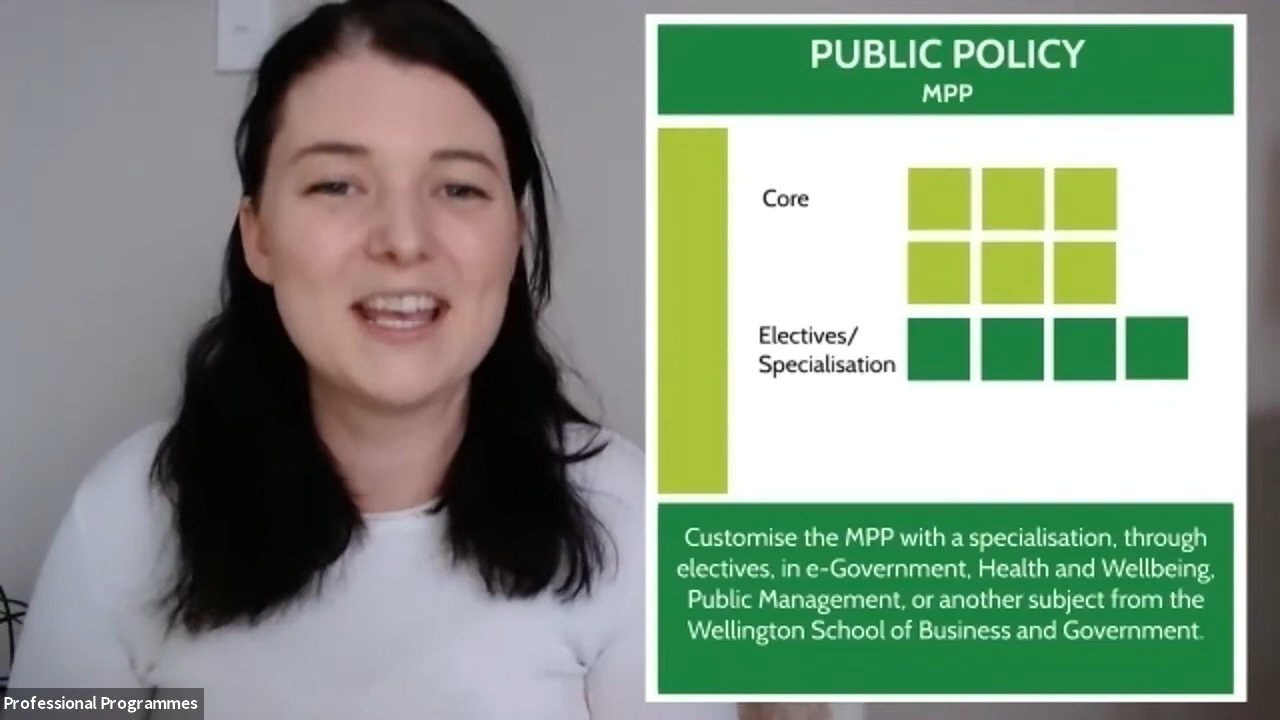 PUBLIC POLICY
MPP
Core
Electives/
Specialisation
Customise the MPP with a specialisation, through
electives, in e-Government, Health and Wellbeing,
Public Management, or another subject from the
Wellington School of Business and Government.
Professional Programmes